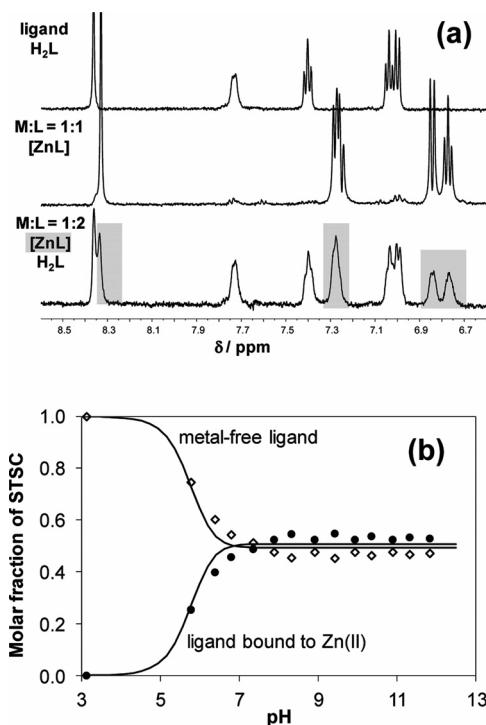 (a)
ligand
H₂L
M:L = 1:1
[ZnL]
M:L = 1:2
[ZnL]
H₂L
8.5 8.3 8.1 7.9 7.7 7.5 7.3 7.1 6.9 6.7
δ / ppm
(b)
Molar fraction of STSC
1.0
0.8
0.6
0.4
0.2
0.0
metal-free ligand
ligand bound to Zn(II)
3 5 7 9 11 13
pH